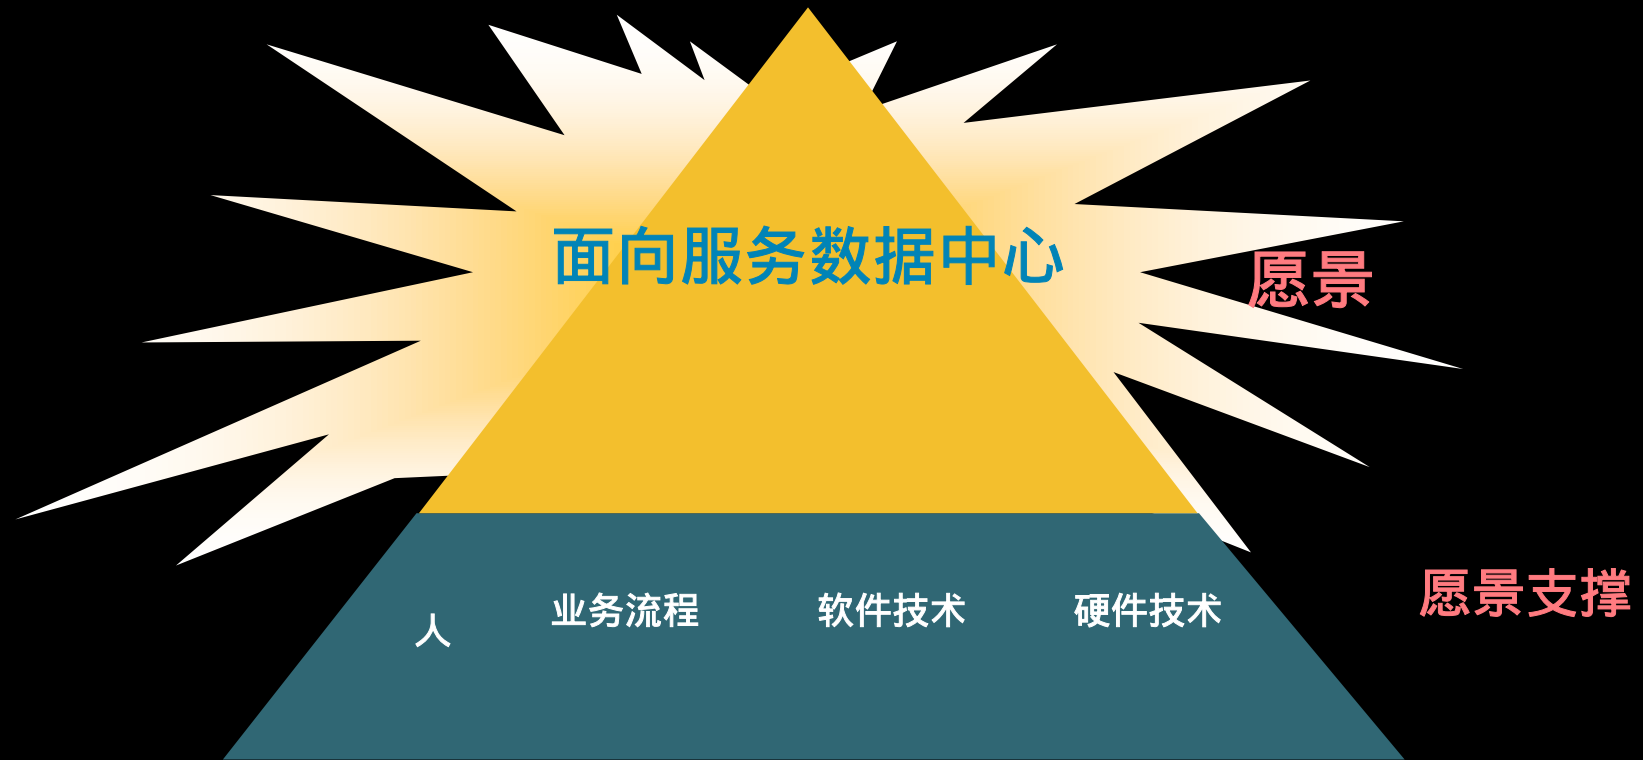 面向服务数据中心
愿景
愿景支撑
人
业务流程
软件技术
硬件技术